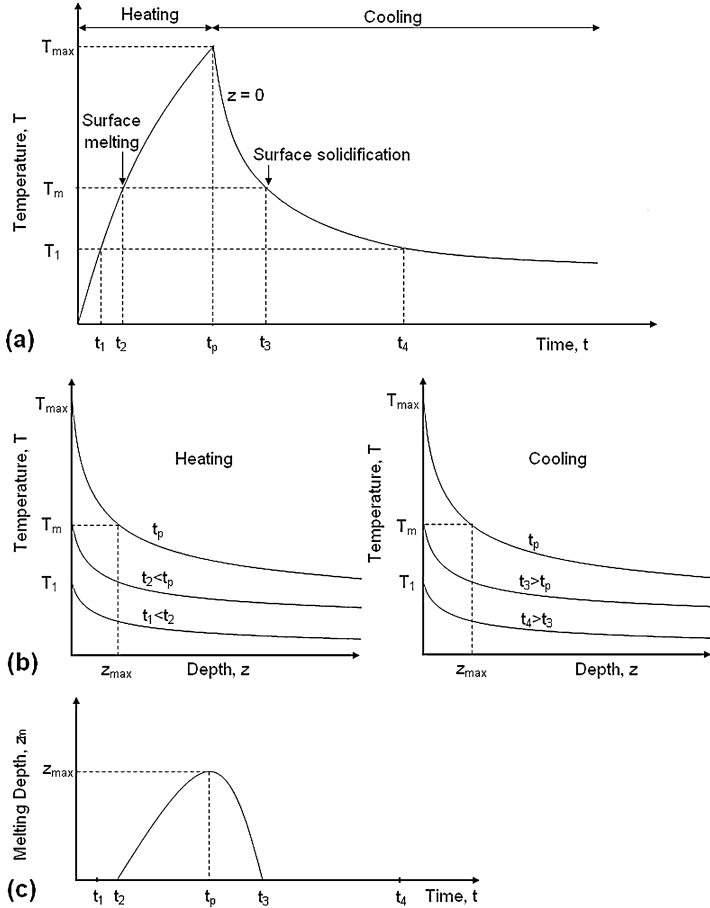 Heating
Cooling
Tmax
z = 0
Surface
melting
Surface solidification
Temperature, T
Tm
T1
(a)
t1
t2
tp
t3
t4
Time, t
Tmax
Temperature, T
Heating
Tm
tp
T1
t2<tp
t1<t2
(b)
zmax
Depth, z
Tmax
Temperature, T
Cooling
Tm
tp
T1
t3>tp
t4>t3
zmax
Depth, z
Melting Depth, zm
zmax
(c)
t1
t2
tp
t3
t4
Time, t